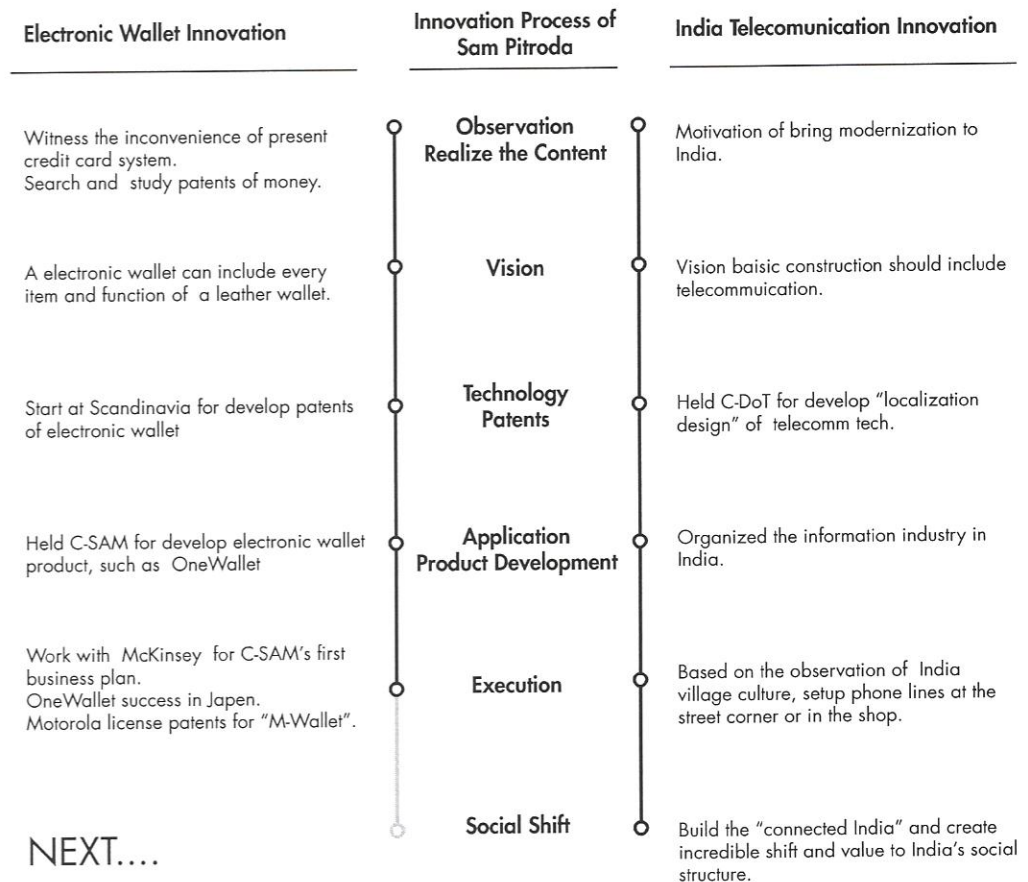 Electronic Wallet Innovation
Innovation Process of
Sam Pitroda
India Telecomunication Innovation
Witness the inconvenience of present
credit card system.
Search and study patents of money.
Observation
Realize the Content
Motivation of bring modernization to
India.
A electronic wallet can include every
item and function of a leather wallet.
Vision
Vision baisic construction should include
telecommuication.
Start at Scandinavia for develop patents
of electronic wallet
Technology
Patents
Held C-DoT for develop “localization
design” of telecomm tech.
Held C-SAM for develop electronic wallet
product, such as OneWallet
Application
Product Development
Organized the information industry in
India.
Work with McKinsey for C-SAM’s first
business plan.
OneWallet success in Japen.
Motorola license patents for “M-Wallet”.
Execution
Based on the observation of India
village culture, setup phone lines at the
street corner or in the shop.
NEXT....
Social Shift
Build the “connected India” and create
incredible shift and value to India’s social
structure.